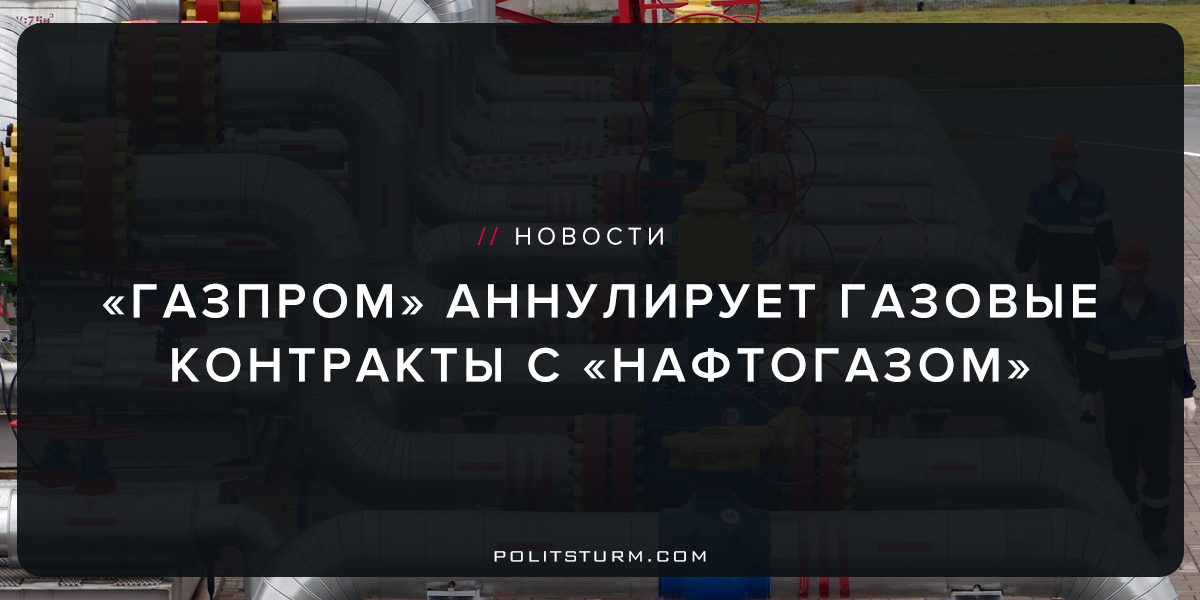 // НОВОСТИ
«ГАЗПРОМ» АННУЛИРУЕТ ГАЗОВЫЕ
КОНТРАКТЫ С «НАФТОГАЗОМ»
POLITSTURM.COM